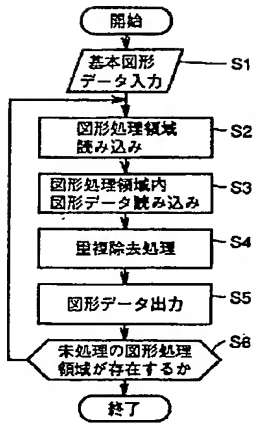 開始
基本図形
データ入力
S1
図形処理領域
読み込み
S2
図形処理領域内
図形データ読み込み
S3
重複除去処理
S4
図形データ出力
S5
未処理の図形処理
領域が存在するか
S6
終了